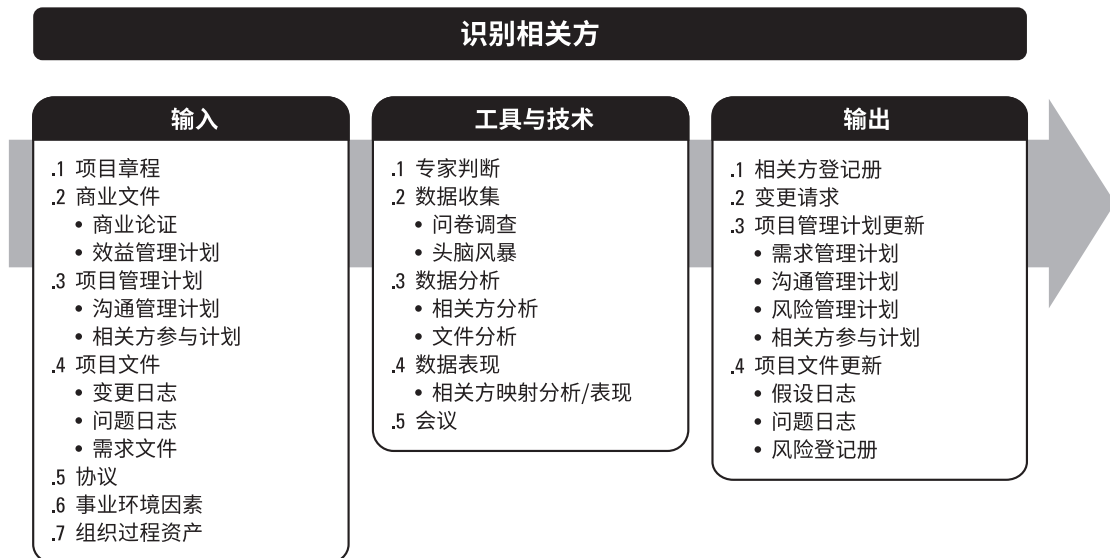 识别相关方
输入
.1 项目章程
.2 商业文件
• 商业论证
• 效益管理计划
.3 项目管理计划
• 沟通管理计划
• 相关方参与计划
.4 项目文件
• 变更日志
• 问题日志
• 需求文件
.5 协议
.6 事业环境因素
.7 组织过程资产
工具与技术
.1 专家判断
.2 数据收集
• 问卷调查
• 头脑风暴
.3 数据分析
• 相关方分析
• 文件分析
.4 数据表现
• 相关方映射分析/表现
.5 会议
输出
.1 相关方登记册
.2 变更请求
.3 项目管理计划更新
• 需求管理计划
• 沟通管理计划
• 风险管理计划
• 相关方参与计划
.4 项目文件更新
• 假设日志
• 问题日志
• 风险登记册